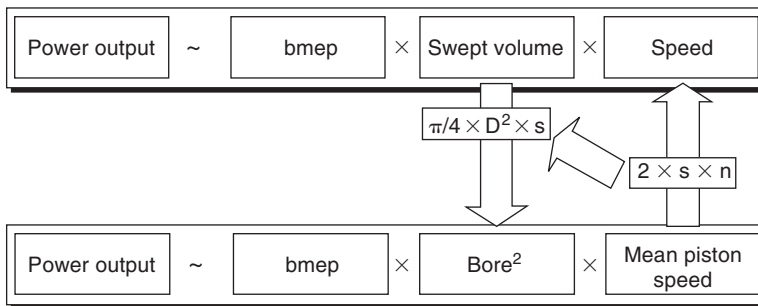 Power output ~ bmep × Swept volume × Speed
π/4 × D² × s
2 × s × n
Power output ~ bmep × Bore² × Mean piston
speed